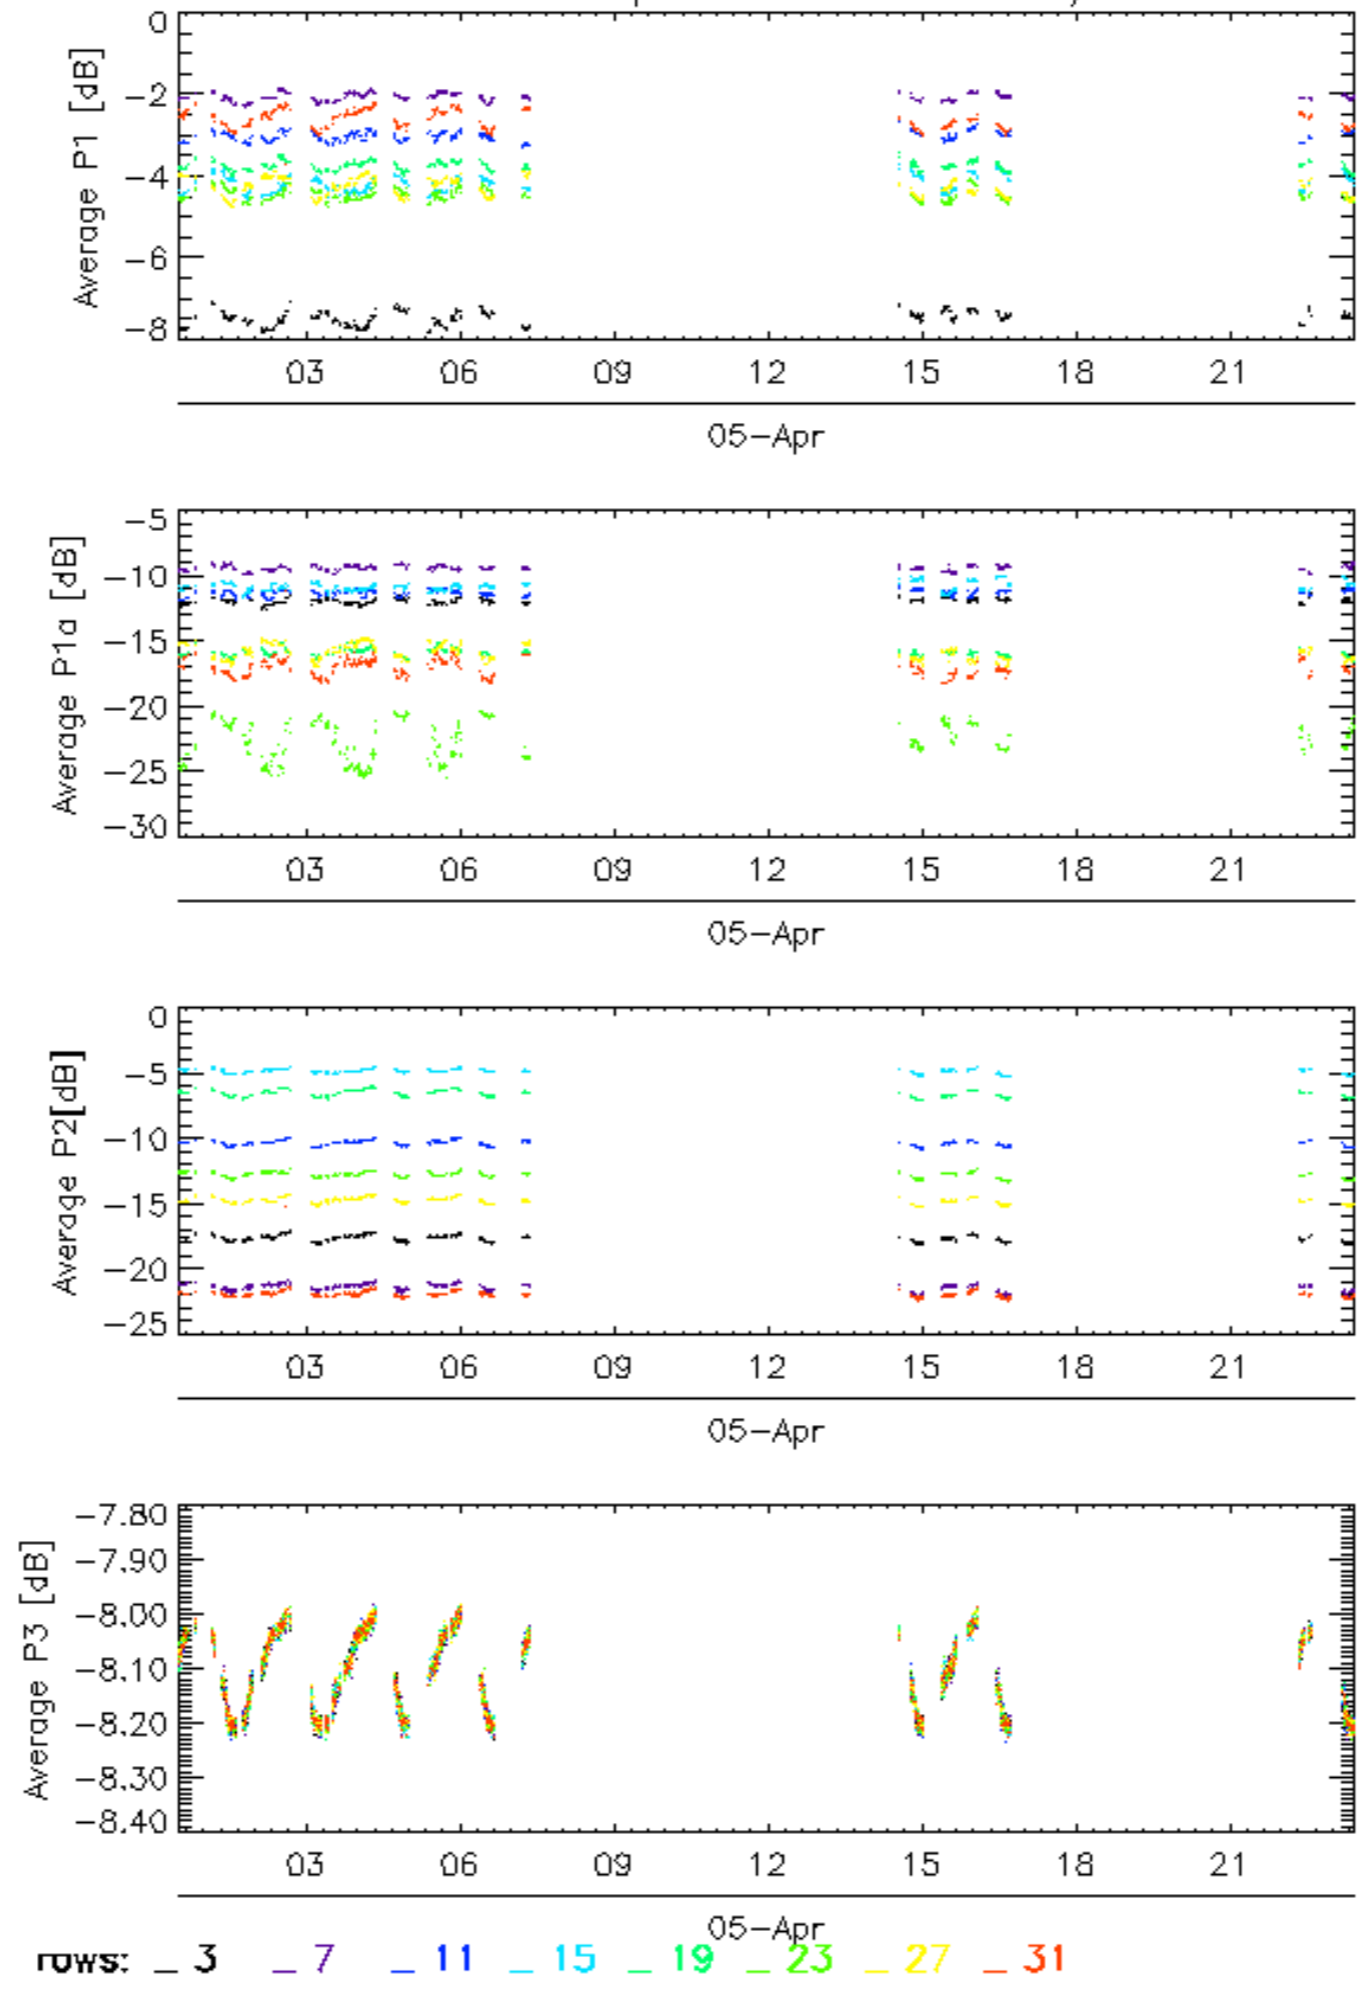 0
−2
−4
−6
−8
Average P1 [dB]
03 06 09 12 15 18 21
05−Apr
−5
−10
−15
−20
−25
−30
Average P1a [dB]
03 06 09 12 15 18 21
05−Apr
0
−5
−10
−15
−20
−25
Average P2[dB]
03 06 09 12 15 18 21
05−Apr
−7.80
−7.90
−8.00
−8.10
−8.20
−8.30
−8.40
Average P3 [dB]
03 06 09 12 15 18 21
05−Apr
rows: _ 3 _ 7 _ 11 _ 15 _ 19 _ 23 _ 27 _ 31